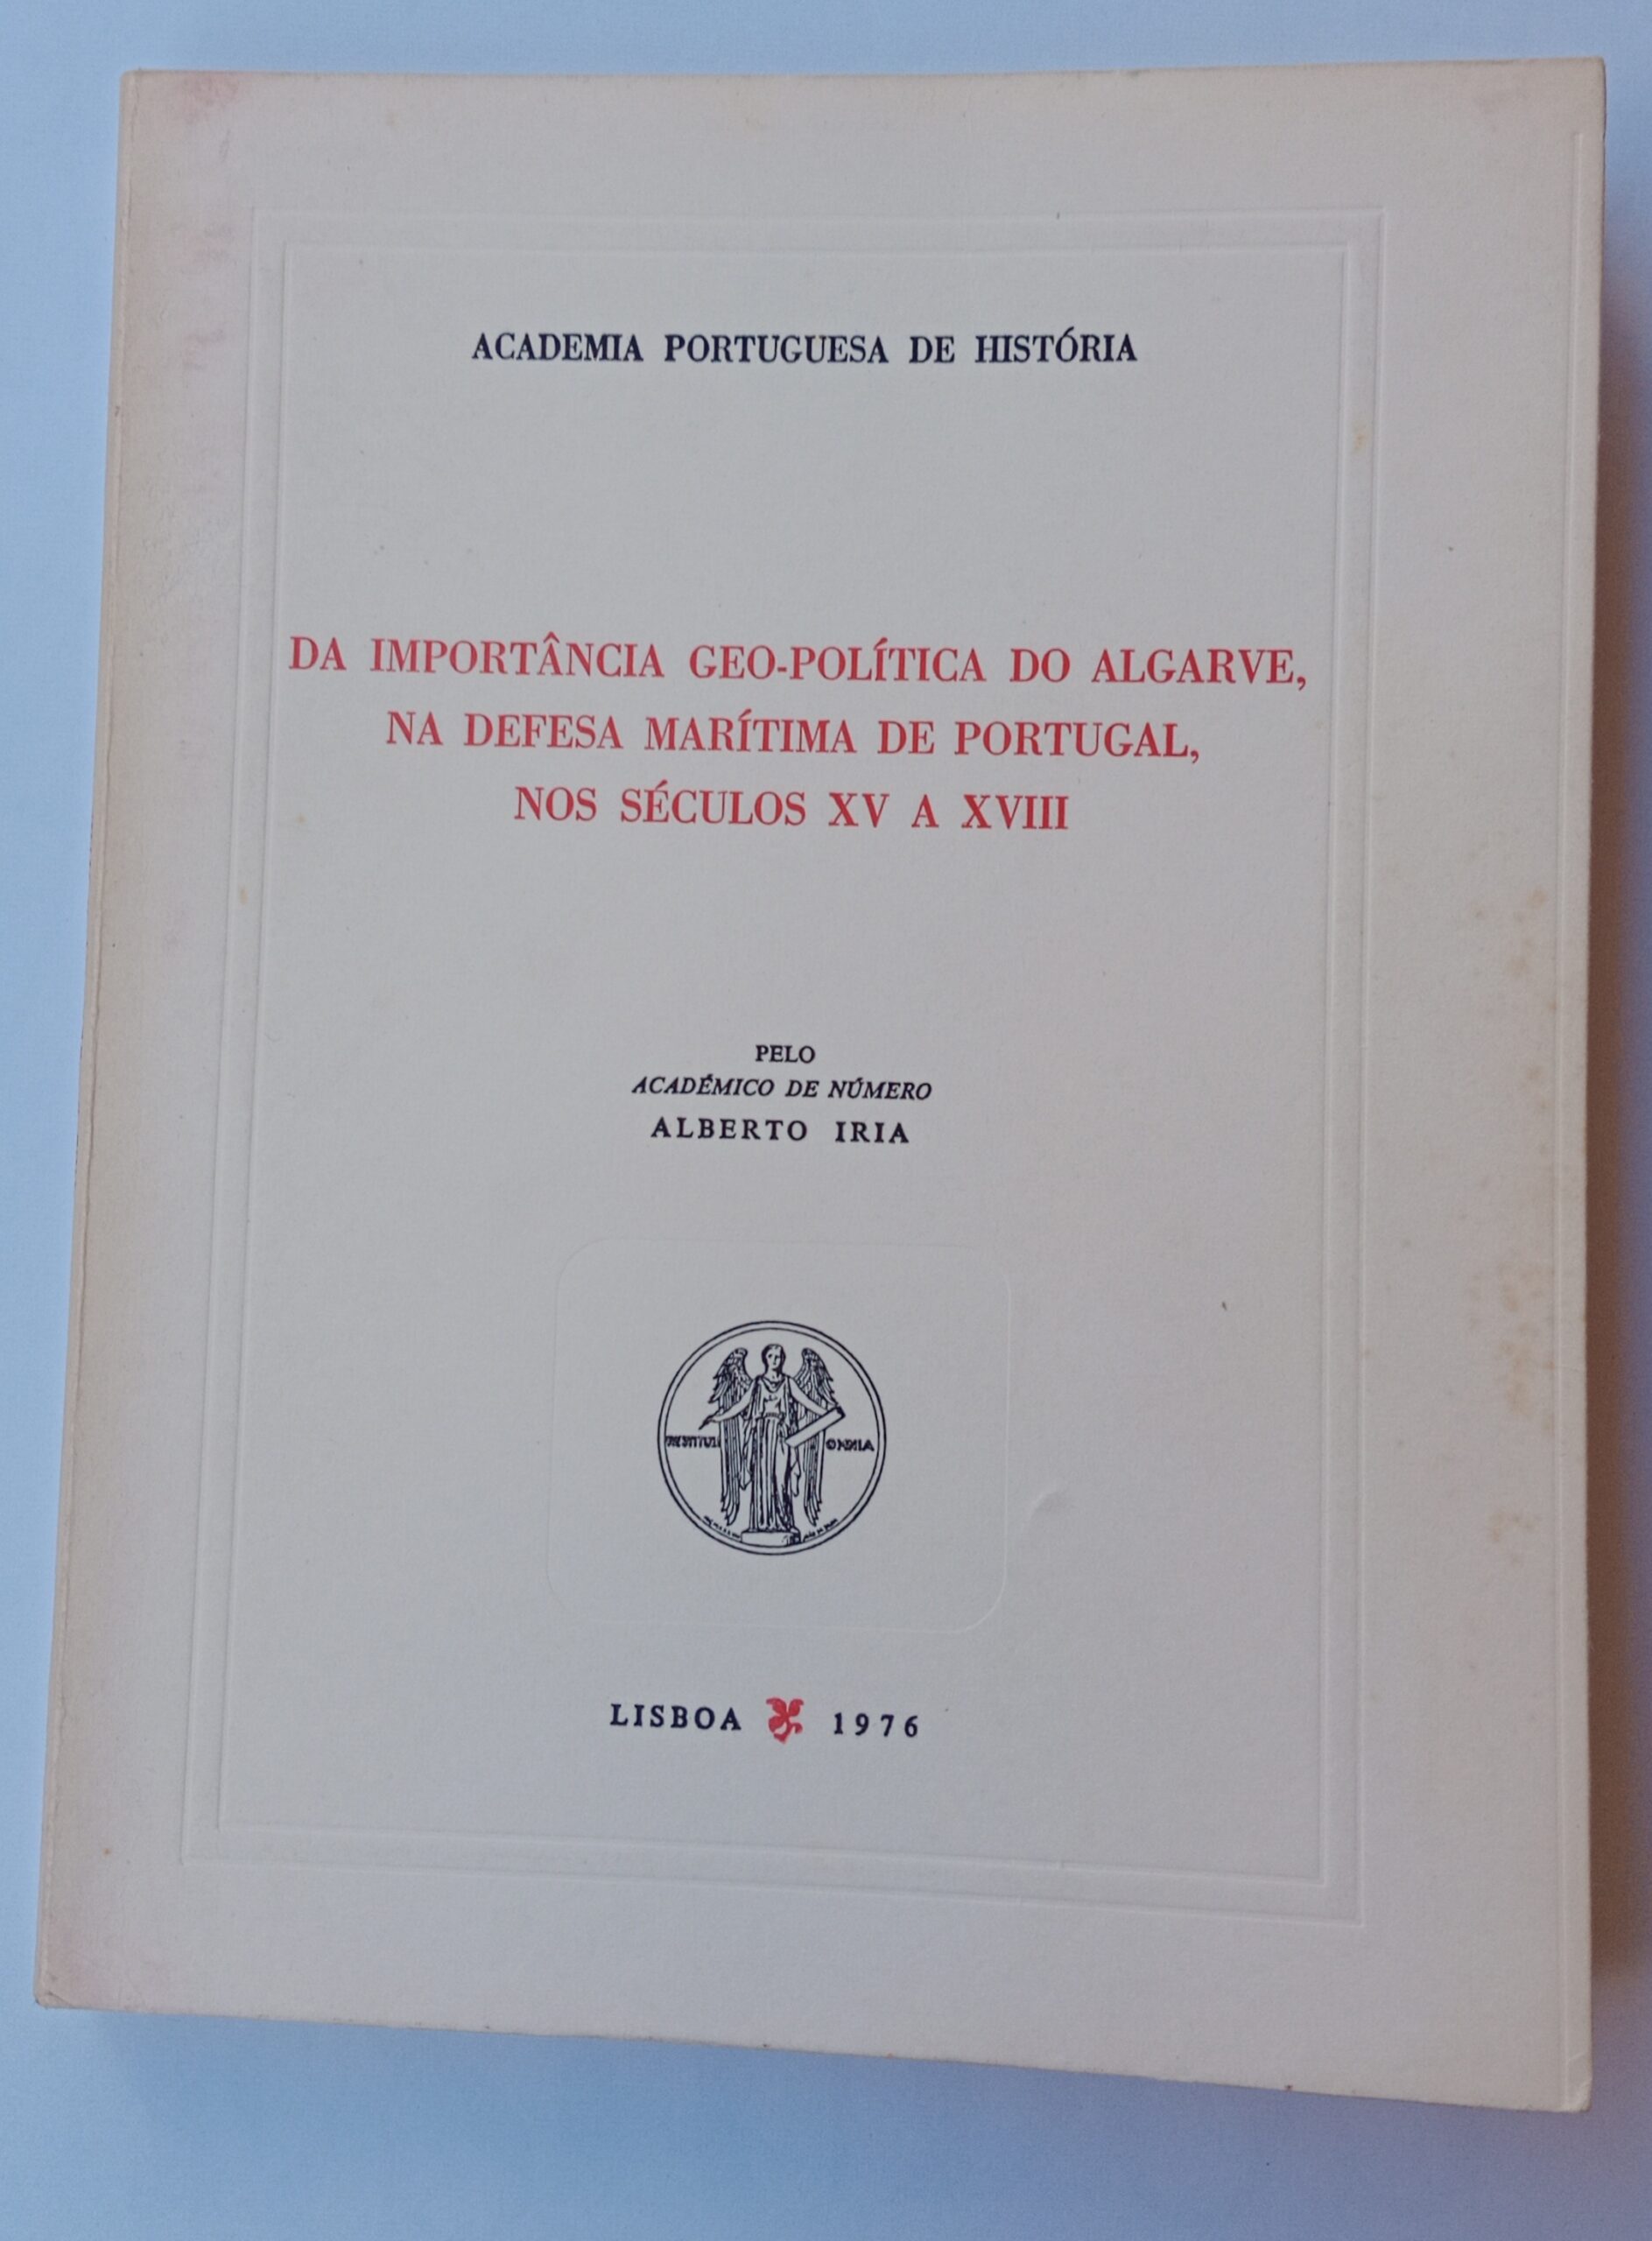 ACADEMIA PORTUGUESA DE HISTÓRIA
DA IMPORTÂNCIA GEO-POLÍTICA DO ALGARVE,
NA DEFESA MARÍTIMA DE PORTUGAL,
NOS SÉCULOS XV A XVIII
PELO
ACADÉMICO DE NÚMERO
ALBERTO IRIA
OMNIA
LISBOA 1976